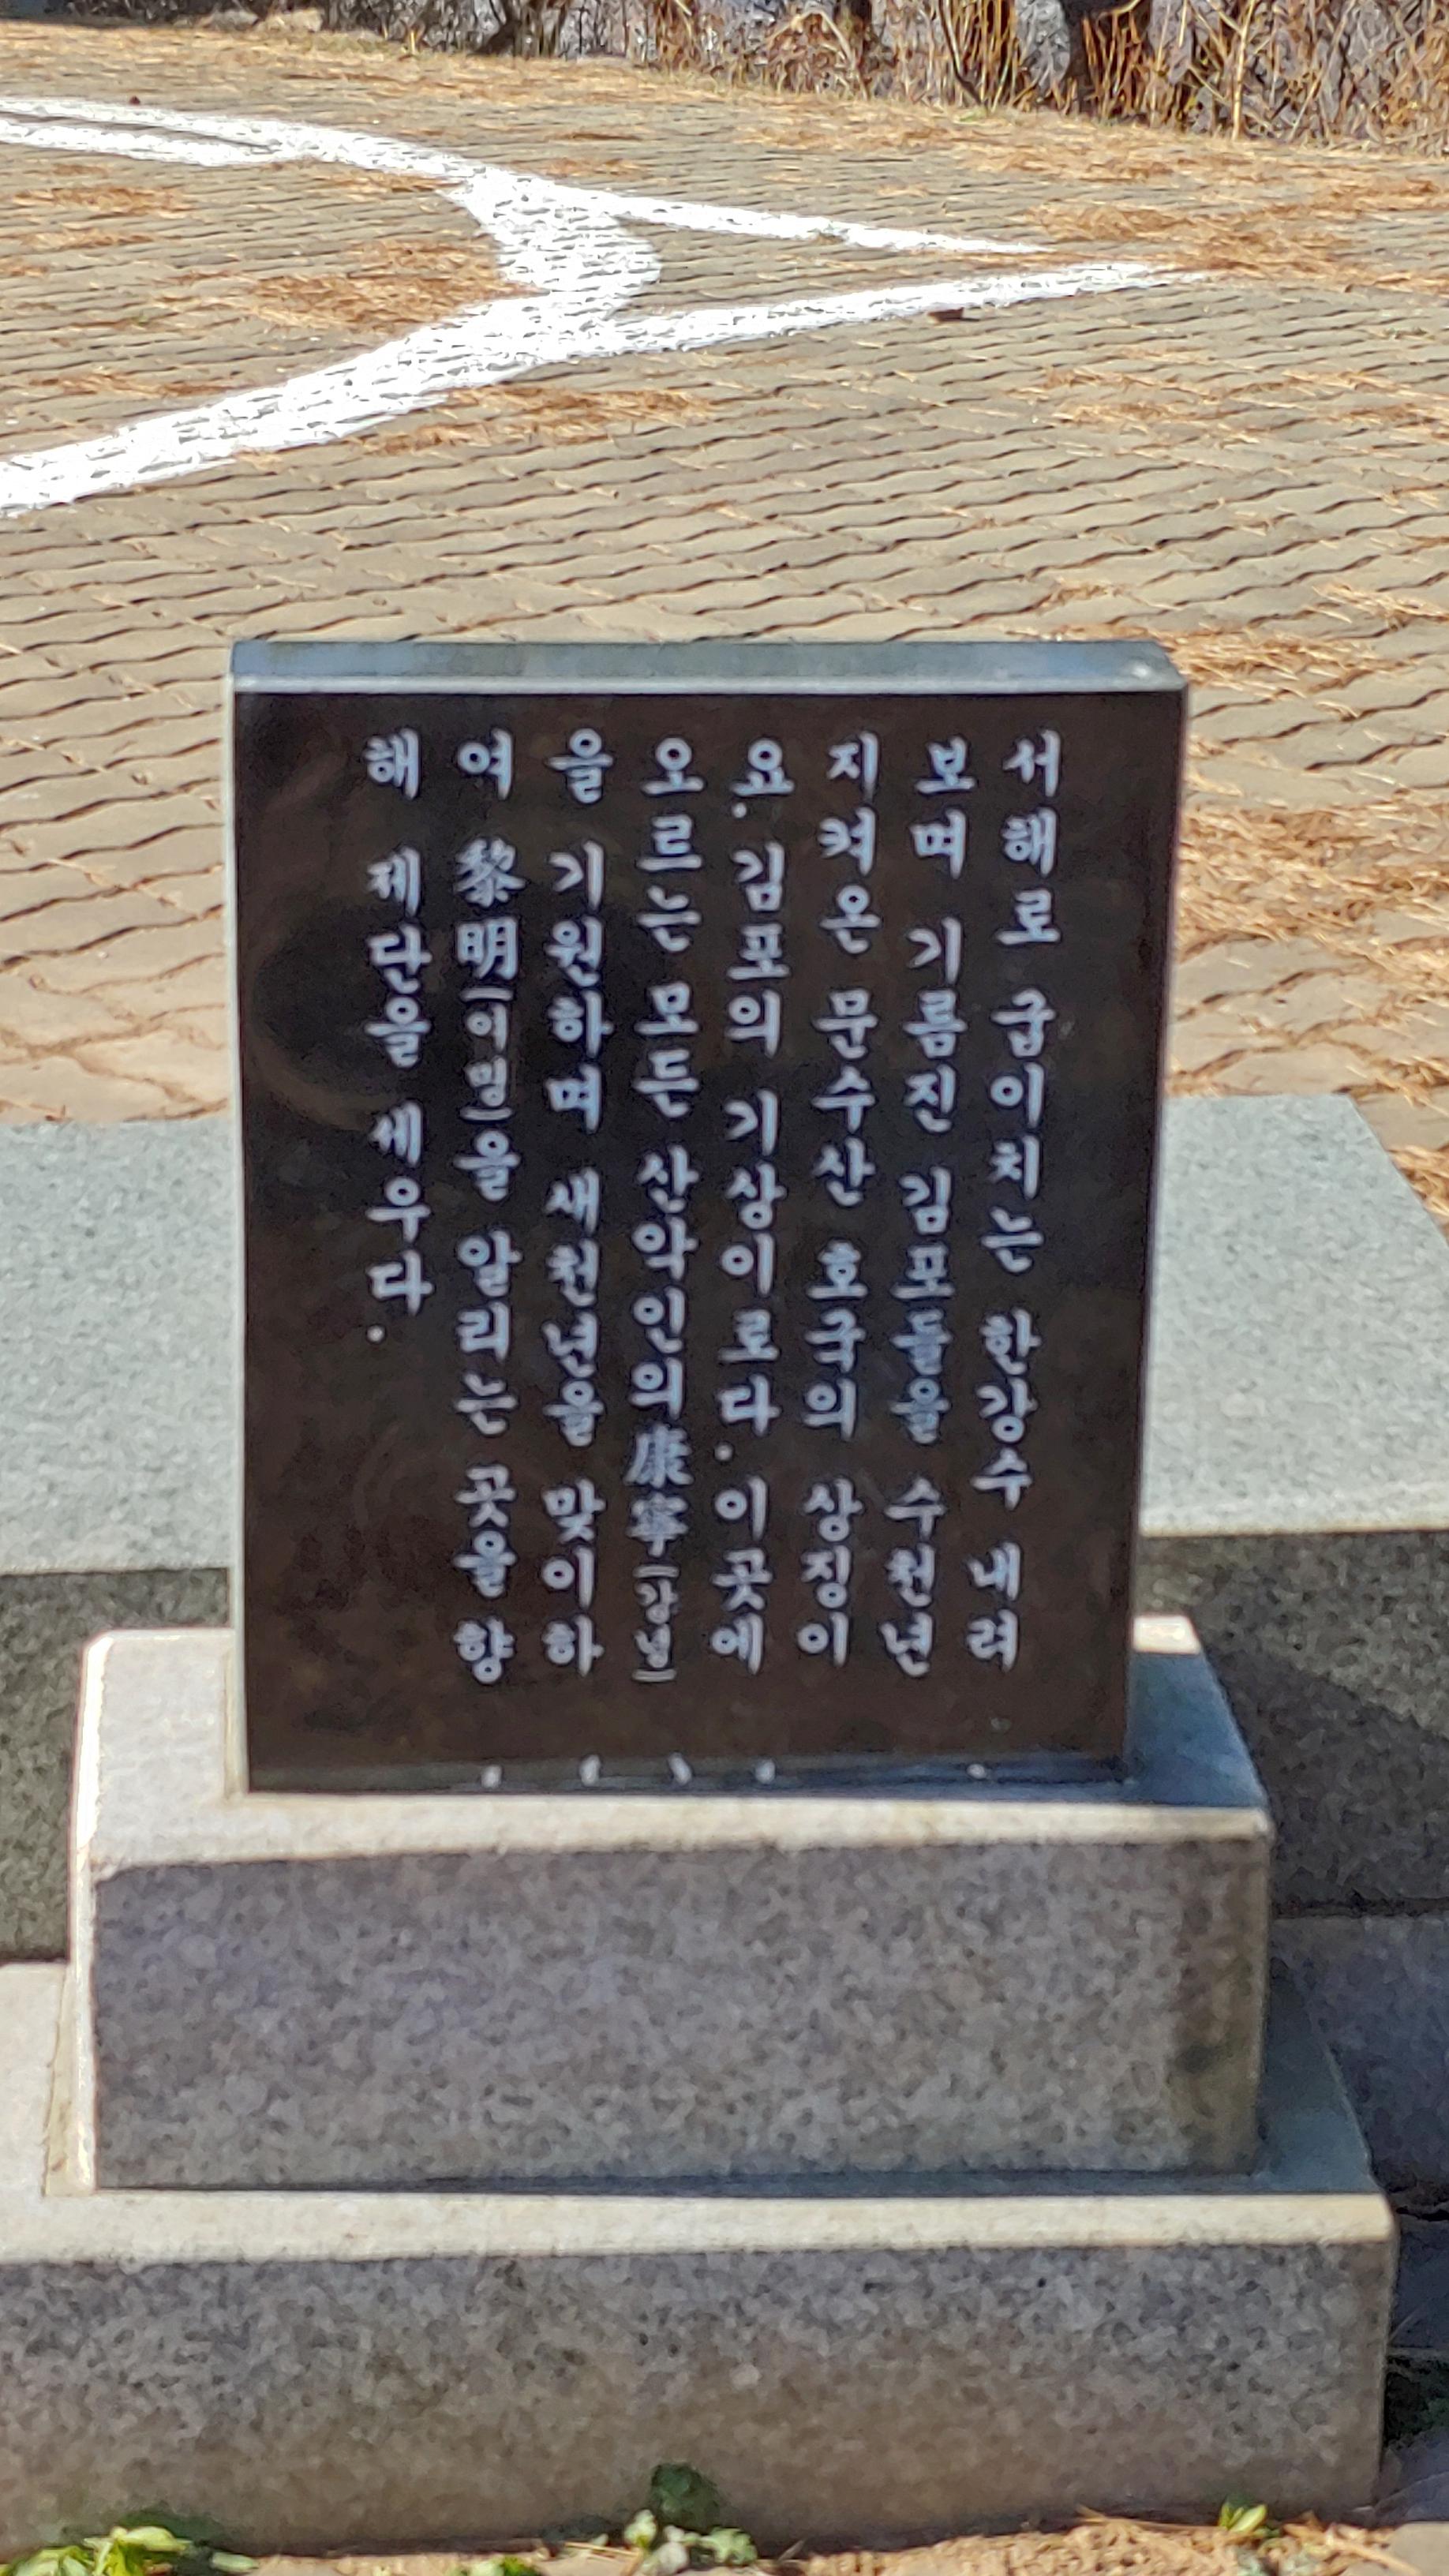 서해로 굽이치는 한강수 내려
보며 기름진 김포들을 수천년
지켜온 문수산 호국의 상징이
요. 김포의 기상이로다. 이곳에
오르는 모든 산악인의 康寧(강녕)
을 기원하며 새천년을 맞이하
여 黎明(여명)을 알리는 곳을 향
해 제단을 세우다.